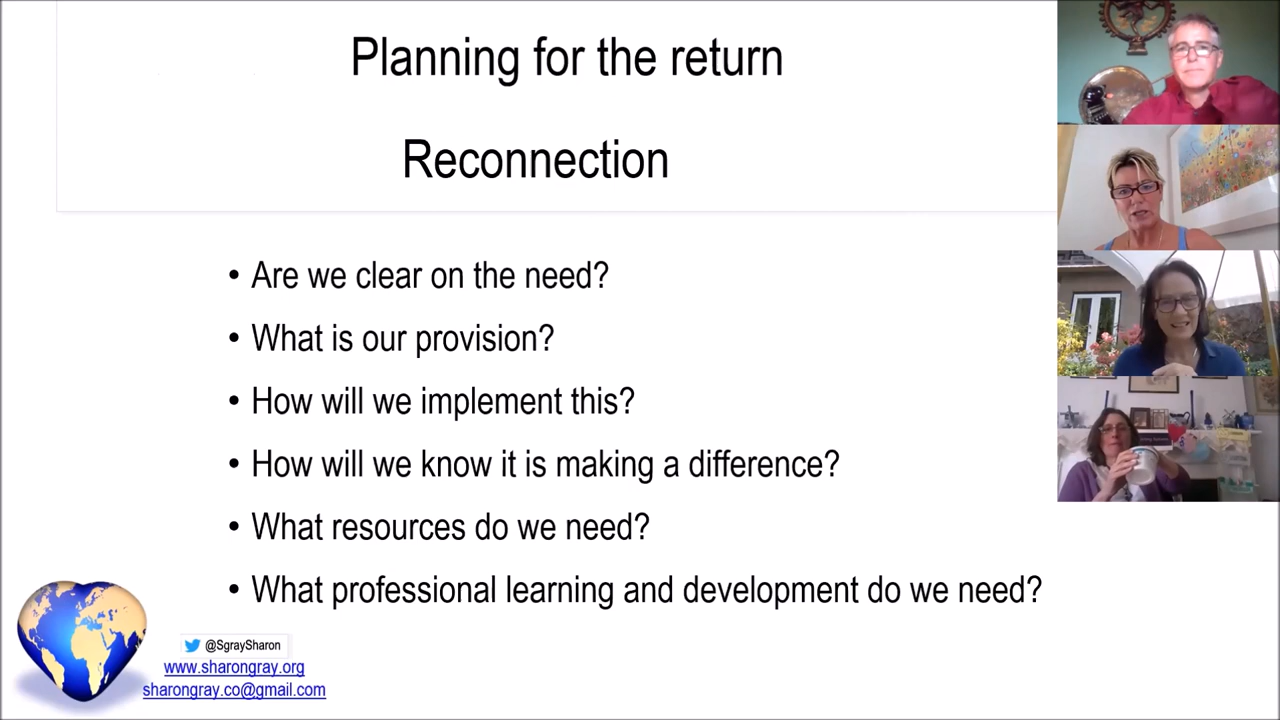 Planning for the return
Reconnection
• Are we clear on the need?
• What is our provision?
• How will we implement this?
• How will we know it is making a difference?
• What resources do we need?
• What professional learning and development do we need?
@SgraySharon
www.sharongray.org
sharongray.co@gmail.com